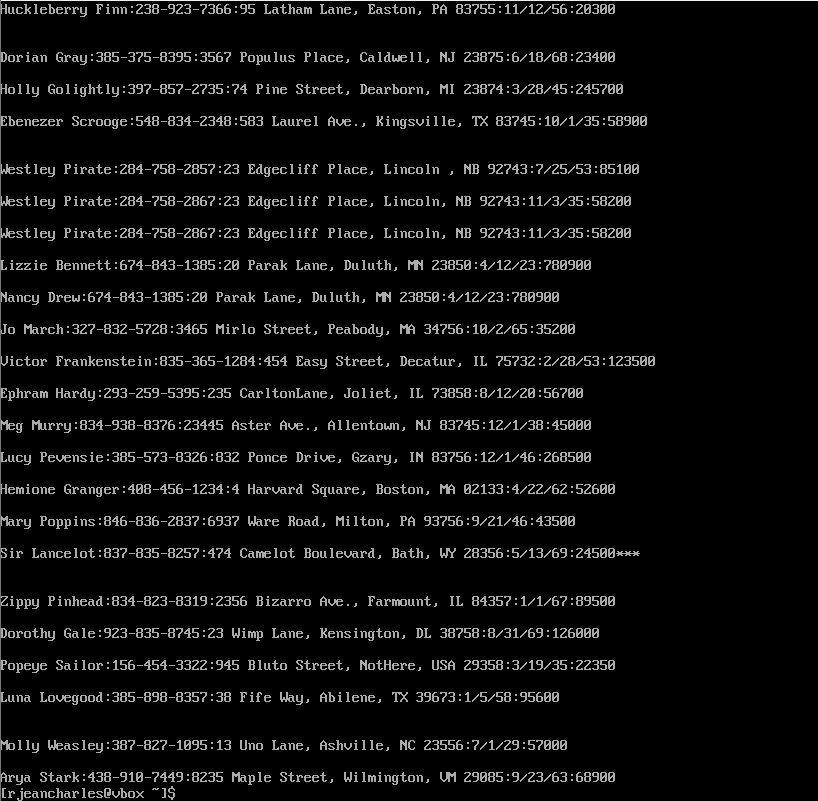 Huckleberry Finn:238-923-7366:95 Latham Lane, Easton, PA 83755:11/12/56:20300
Dorian Gray:385-375-8395:3567 Populus Place, Caldwell, NJ 23875:6/18/68:23400
Holly Golightly:397-857-2735:74 Pine Street, Dearborn, MI 23874:3/28/45:245700
Ebenezer Scrooge:548-834-2348:583 Laurel Ave., Kingsville, TX 83745:10/1/35:58900
Westley Pirate:284-758-2857:23 Edgecliff Place, Lincoln , NB 92743:7/25/53:85100
Westley Pirate:284-758-2867:23 Edgecliff Place, Lincoln, NB 92743:11/3/35:58200
Westley Pirate:284-758-2867:23 Edgecliff Place, Lincoln, NB 92743:11/3/35:58200
Lizzie Bennett:674-843-1385:20 Parak Lane, Duluth, MN 23850:4/12/23:780900
Nancy Drew:674-843-1385:20 Parak Lane, Duluth, MN 23850:4/12/23:780900
Jo March:327-832-5728:3465 Mirlo Street, Peabody, MA 34756:10/2/65:35200
Victor Frankenstein:835-365-1284:454 Easy Street, Decatur, IL 75732:2/28/53:123500
Ephram Hardy:293-259-5395:235 CarltonLane, Joliet, IL 73858:8/12/20:56700
Meg Murry:834-938-8376:23445 Aster Ave., Allentown, NJ 83745:12/1/38:45000
Lucy Pevensie:385-573-8326:832 Ponce Drive, Gzary, IN 83756:12/1/46:268500
Hemione Granger:408-456-1234:4 Harvard Square, Boston, MA 02133:4/22/62:52600
Mary Poppins:846-836-2837:6937 Ware Road, Milton, PA 93756:9/21/46:43500
Sir Lancelot:837-835-8257:474 Camelot Boulevard, Bath, WY 28356:5/13/69:24500***
Zippy Pinhead:834-823-8319:2356 Bizarro Ave., Farmount, IL 84357:1/1/67:89500
Dorothy Gale:923-835-8745:23 Wimp Lane, Kensington, DL 38758:8/31/69:126000
Popeye Sailor:156-454-3322:945 Bluto Street, NotHere, USA 29358:3/19/35:22350
Luna Lovegood:385-898-8357:38 Fife Way, Abilene, TX 39673:1/5/58:95600
Molly Weasley:387-827-1095:13 Uno Lane, Ashville, NC 23556:7/1/29:57000
Arya Stark:438-910-7449:8235 Maple Street, Wilmington, VM 29085:9/23/63:68900
[rjeancharles@vbox ~]$